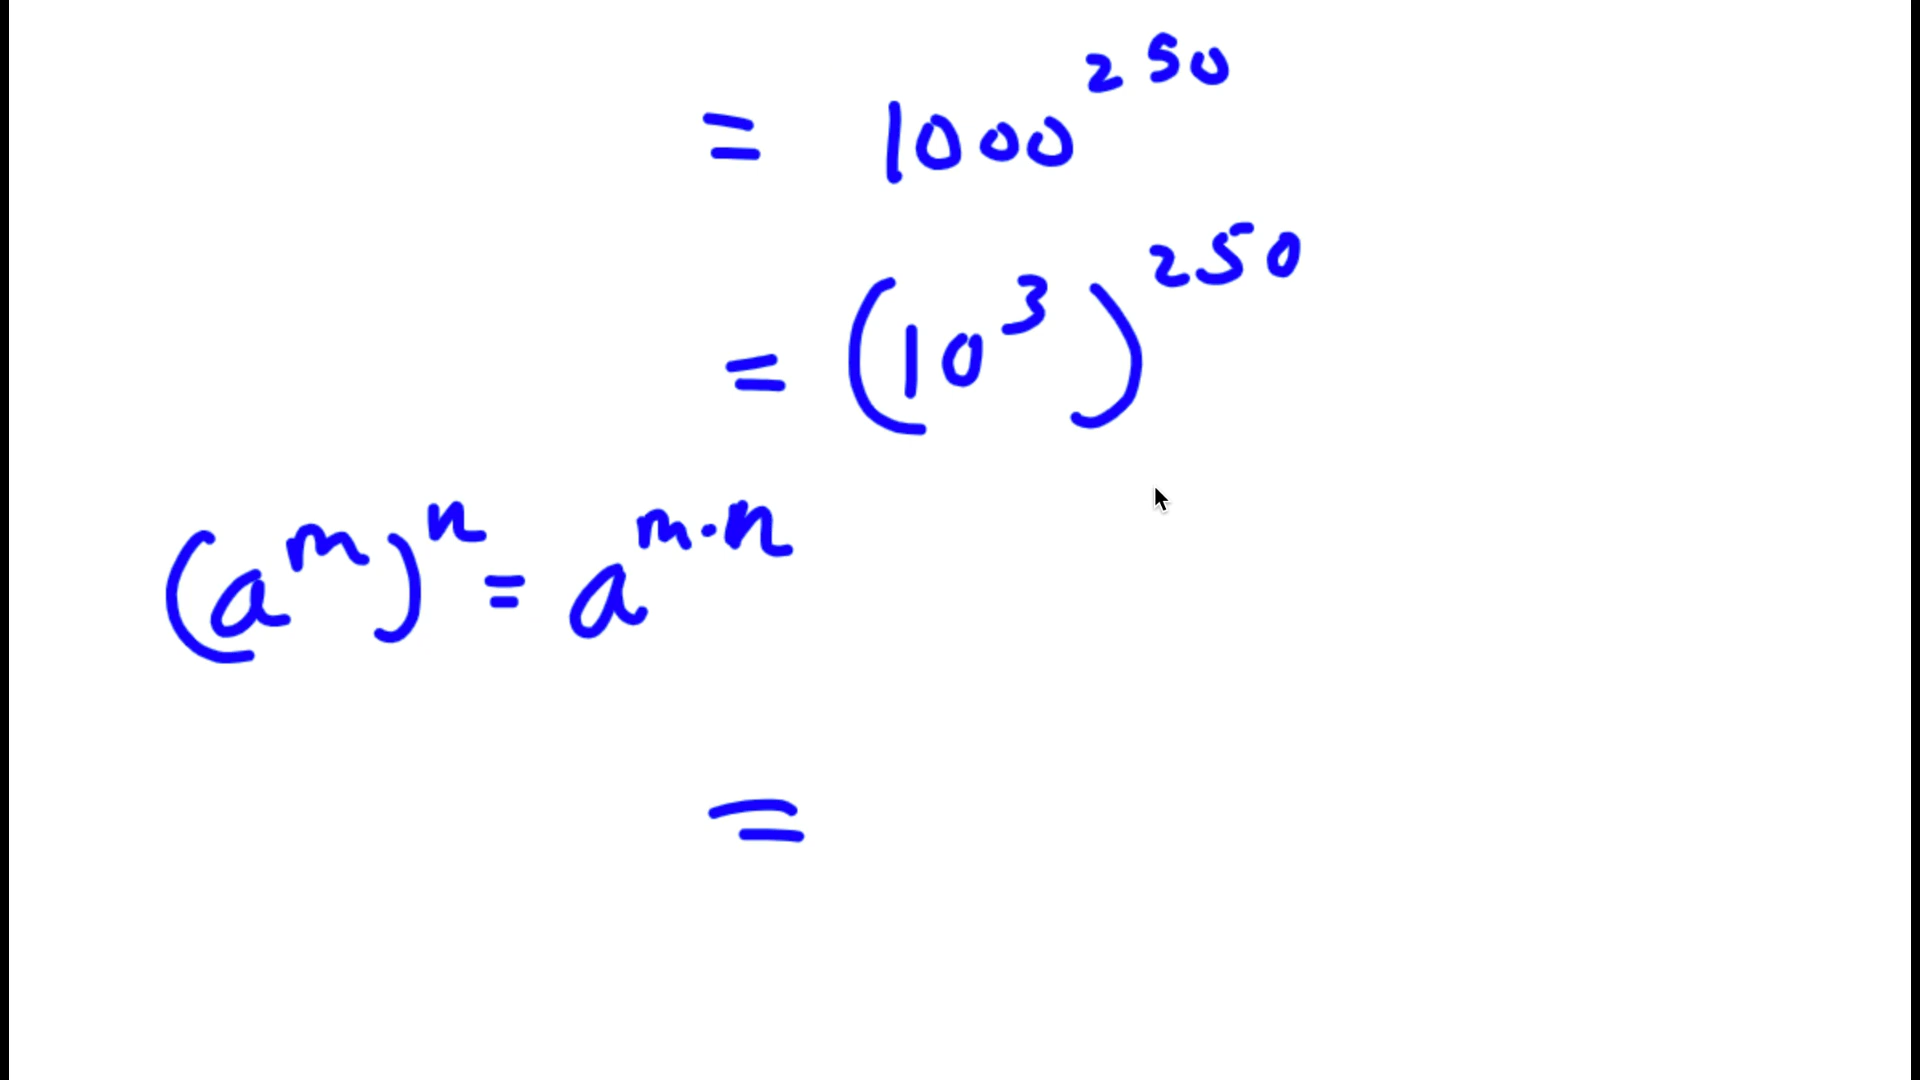 = 1000^250
= (10^3)^250
(a^m)^n = a^m·n
=